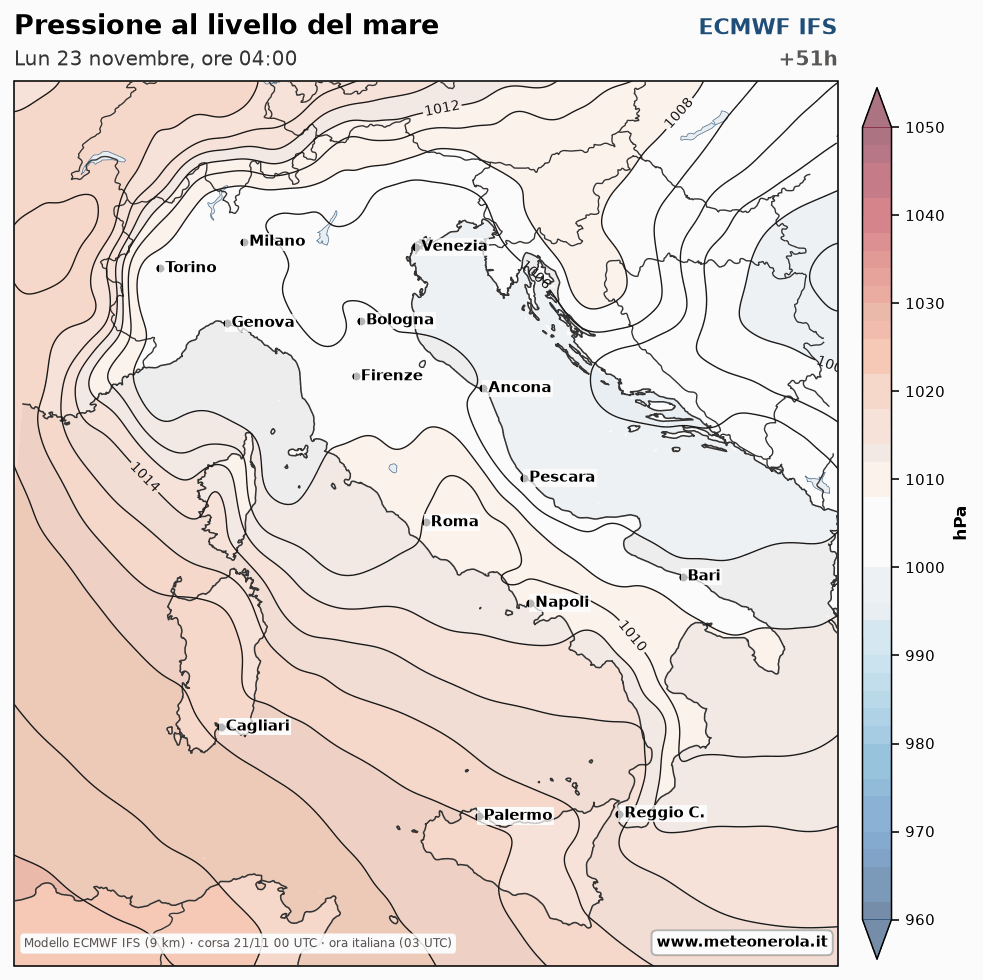 Pressione al livello del mare
ECMWF IFS
Lun 23 novembre, ore 04:00
+51h
1012
1008
1050
1040
1030
1020
1010
1000
990
980
970
960
hPa
Milano
Venezia
Torino
1006
Genova
Bologna
Firenze
Ancona
1014
Pescara
Roma
Bari
Napoli
1010
Cagliari
Palermo
Reggio C.
Modello ECMWF IFS (9 km) · corsa 21/11 00 UTC · ora italiana (03 UTC)
www.meteonerola.it